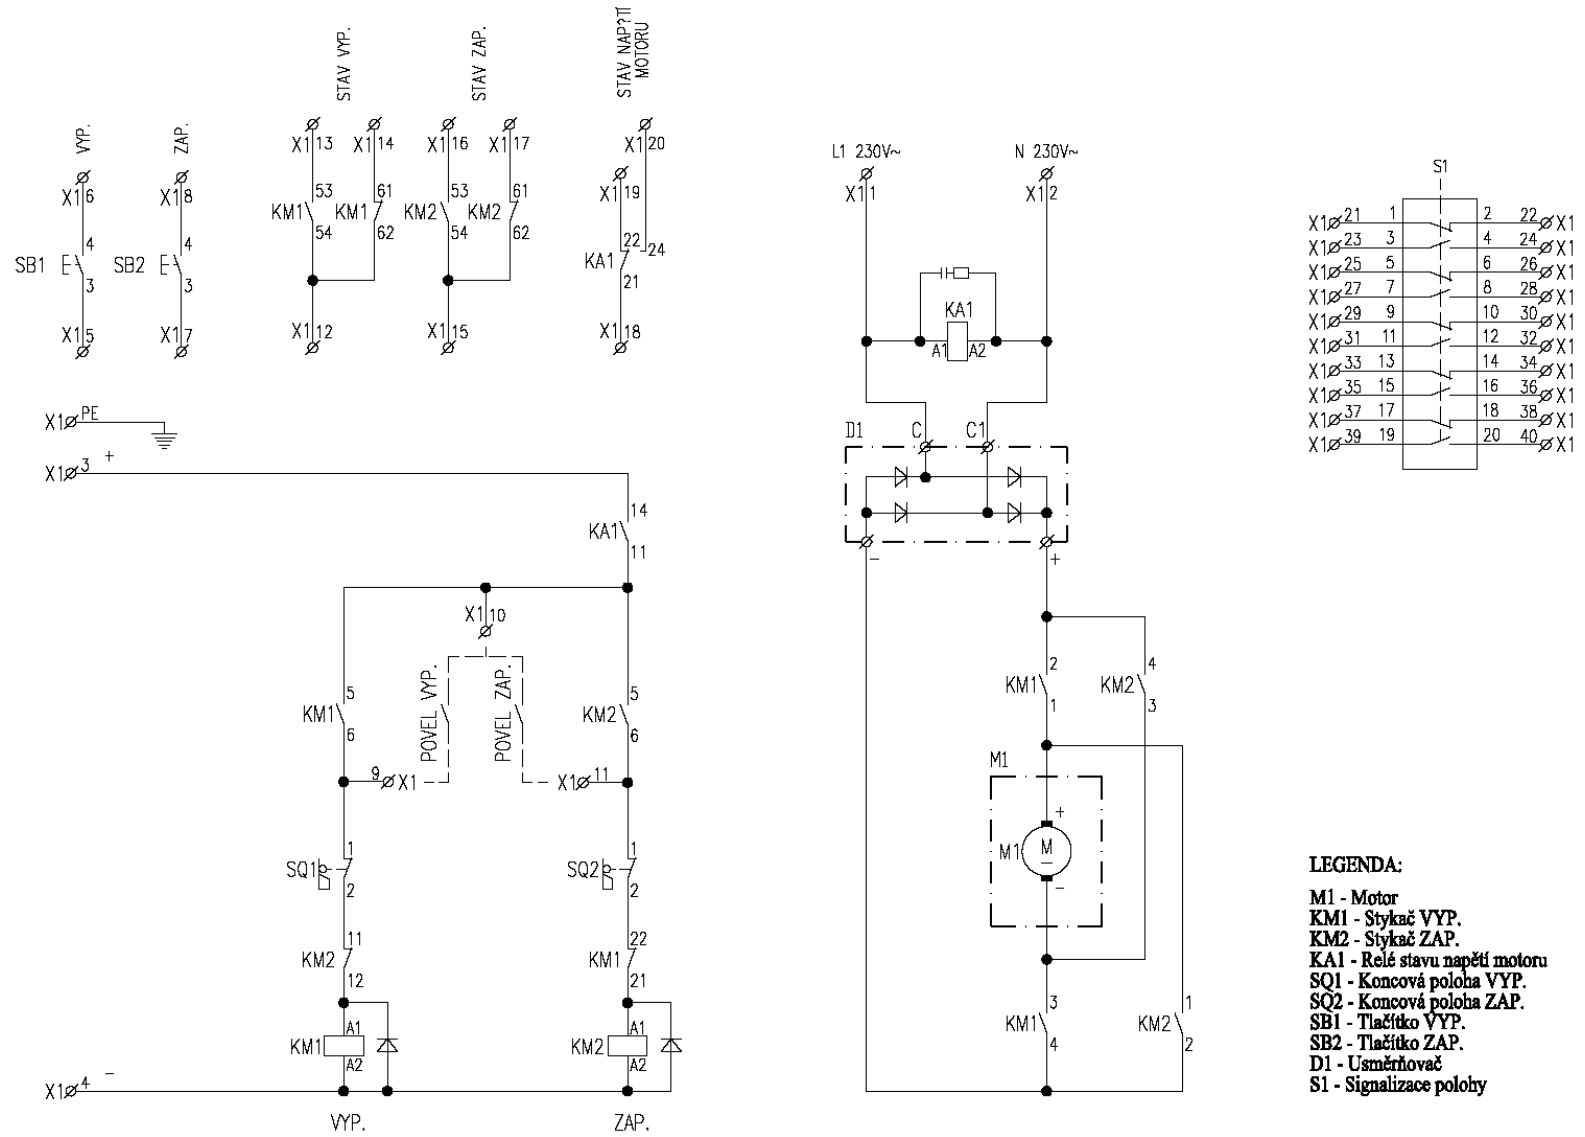 STAV VYP.
STAV ZAP.
STAV NAP?TÍ
MOTORU
VYP.
ZAP.
X1 6
4
SB1
3
X1 5
X1 8
4
SB2
3
X1 7
X1 13
X1 14
53
KM1
54
61
KM1
62
X1 12
X1 16
X1 17
53
KM2
54
61
KM2
62
X1 15
X1 20
X1 19
22
24
KA1
21
X1 18
X1 PE
X1 3 +
14
KA1
11
X1 10
5
KM1
6
POVEL VYP.
POVEL ZAP.
5
KM2
6
9 X1
X1 11
1
SQ1
2
1
SQ2
2
11
KM2
12
22
KM1
21
A1
KM1
A2
A1
KM2
A2
X1 4 -
VYP.
ZAP.
L1 230V~
N 230V~
X1 1
X1 2
KA1
A1 A2
D1 C C1
- +
2
KM1
1
4
KM2
3
M1
+
M1 M
-
3
KM1
4
1
KM2
2
S1
X1 21 1 2 22 X1
X1 23 3 4 24 X1
X1 25 5 6 26 X1
X1 27 7 8 28 X1
X1 29 9 10 30 X1
X1 31 11 12 32 X1
X1 33 13 14 34 X1
X1 35 15 16 36 X1
X1 37 17 18 38 X1
X1 39 19 20 40 X1
LEGENDA:
M1 - Motor
KM1 - Stykač VYP.
KM2 - Stykač ZAP.
KA1 - Relé stavu napětí motoru
SQ1 - Koncová poloha VYP.
SQ2 - Koncová poloha ZAP.
SB1 - Tlačítko VYP.
SB2 - Tlačítko ZAP.
D1 - Usměrňovač
S1 - Signalizace polohy